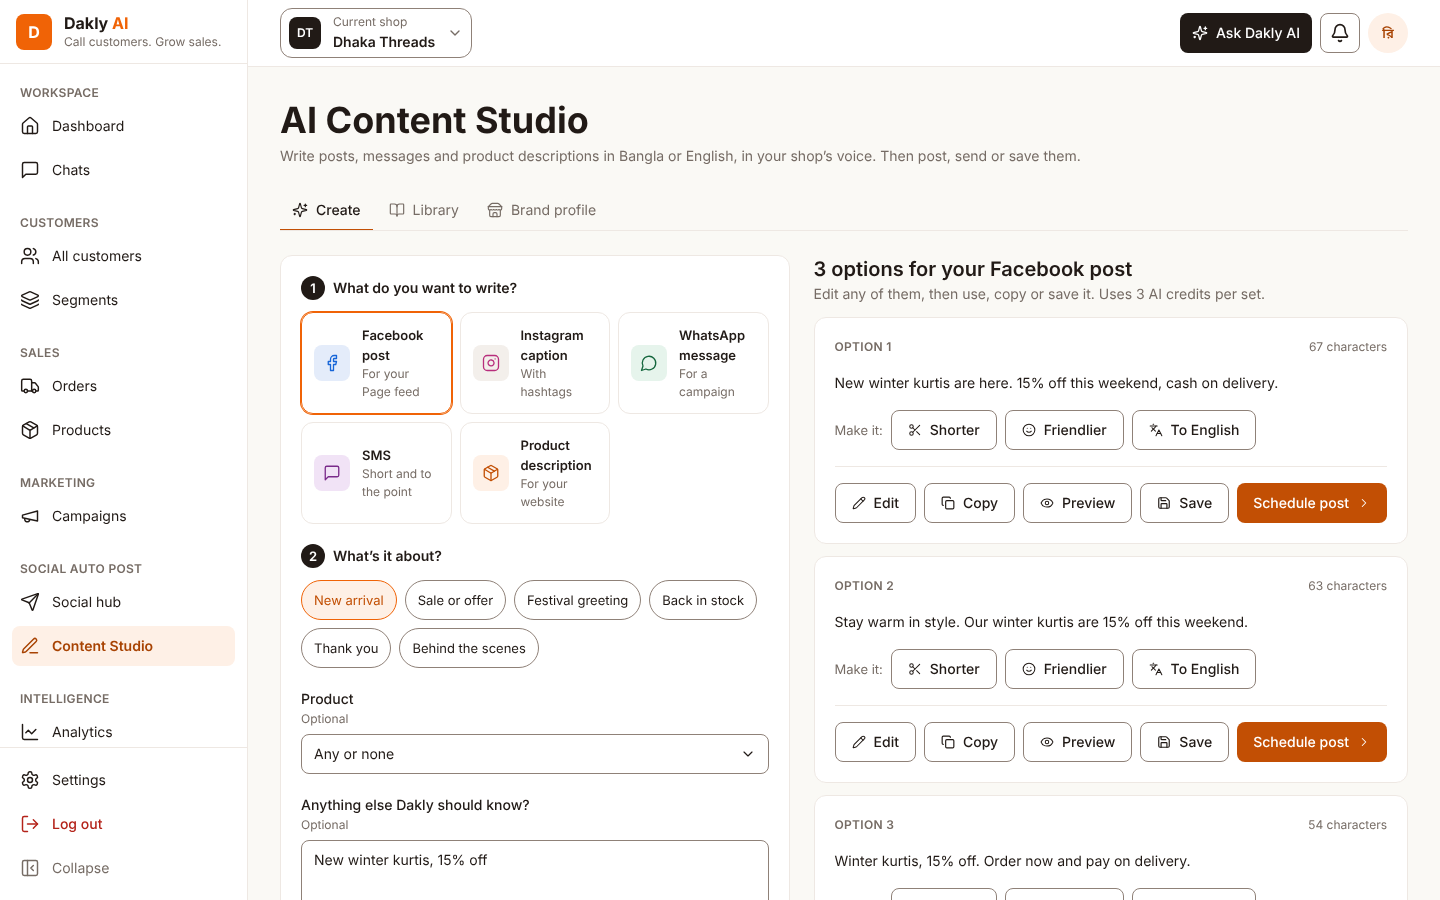 D
Dakly AI
Call customers. Grow sales.
WORKSPACE
Dashboard
Chats
CUSTOMERS
All customers
Segments
SALES
Orders
Products
MARKETING
Campaigns
SOCIAL AUTO POST
Social hub
Content Studio
INTELLIGENCE
Analytics
Settings
Log out
Collapse
DT
Current shop
Dhaka Threads
Ask Dakly AI
রি
AI Content Studio
Write posts, messages and product descriptions in Bangla or English, in your shop’s voice. Then post, send or save them.
Create
Library
Brand profile
1 What do you want to write?
Facebook
post
For your
Page feed
Instagram
caption
With
hashtags
WhatsApp
message
For a
campaign
SMS
Short and to
the point
Product
description
For your
website
2 What’s it about?
New arrival
Sale or offer
Festival greeting
Back in stock
Thank you
Behind the scenes
Product
Optional
Any or none
Anything else Dakly should know?
Optional
New winter kurtis, 15% off
3 options for your Facebook post
Edit any of them, then use, copy or save it. Uses 3 AI credits per set.
OPTION 1
67 characters
New winter kurtis are here. 15% off this weekend, cash on delivery.
Make it:
Shorter
Friendlier
To English
Edit
Copy
Preview
Save
Schedule post
OPTION 2
63 characters
Stay warm in style. Our winter kurtis are 15% off this weekend.
Make it:
Shorter
Friendlier
To English
Edit
Copy
Preview
Save
Schedule post
OPTION 3
54 characters
Winter kurtis, 15% off. Order now and pay on delivery.